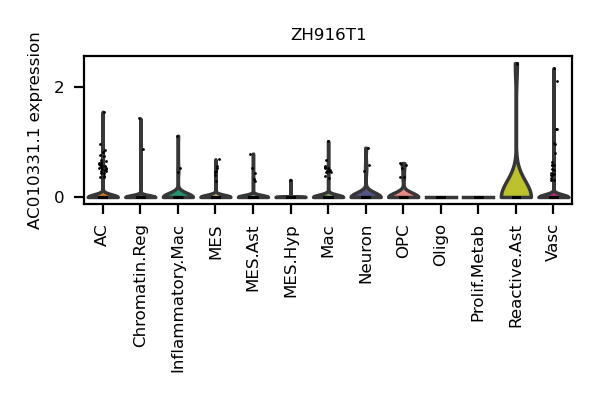 ZH916T1
AC010331.1 expression
2
0
AC
Chromatin.Reg
Inflammatory.Mac
MES
MES.Ast
MES.Hyp
Mac
Neuron
OPC
Oligo
Prolif.Metab
Reactive.Ast
Vasc